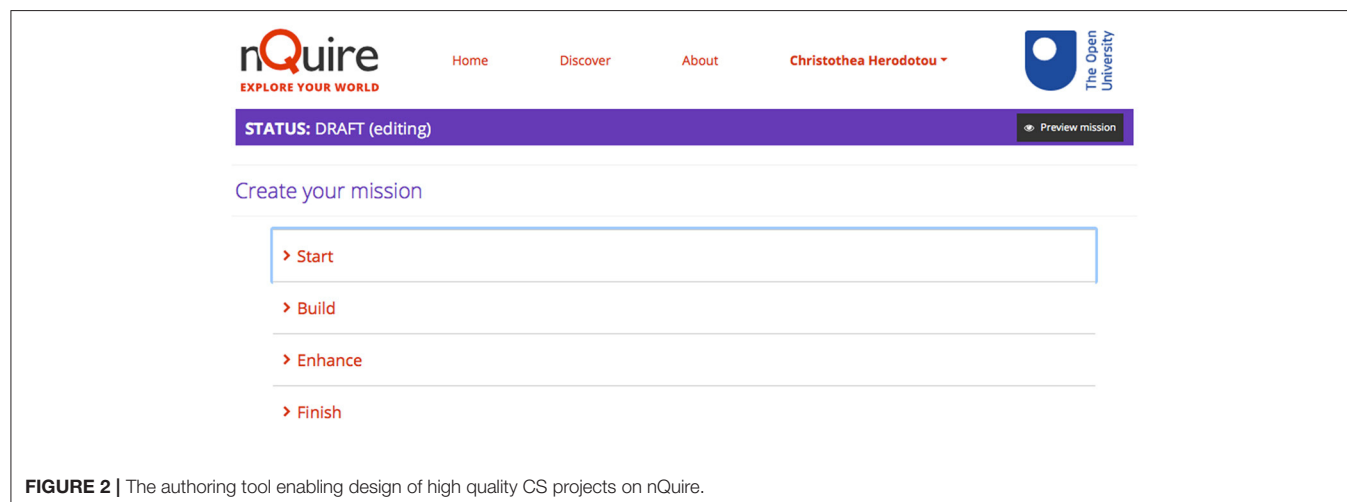 nQuire
EXPLORE YOUR WORLD
Home Discover About Christothea Herodotou
The Open
University
STATUS: DRAFT (editing) Preview mission
Create your mission
Start
Build
Enhance
Finish
FIGURE 2 | The authoring tool enabling design of high quality CS projects on nQuire.